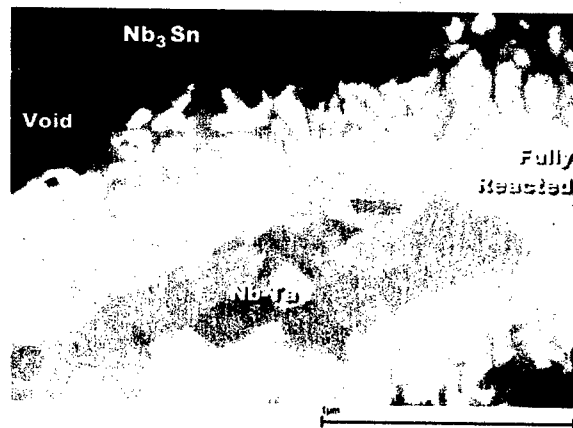 Nb₃Sn
Void
Fully
Reacted
Nb-Ta
1µm